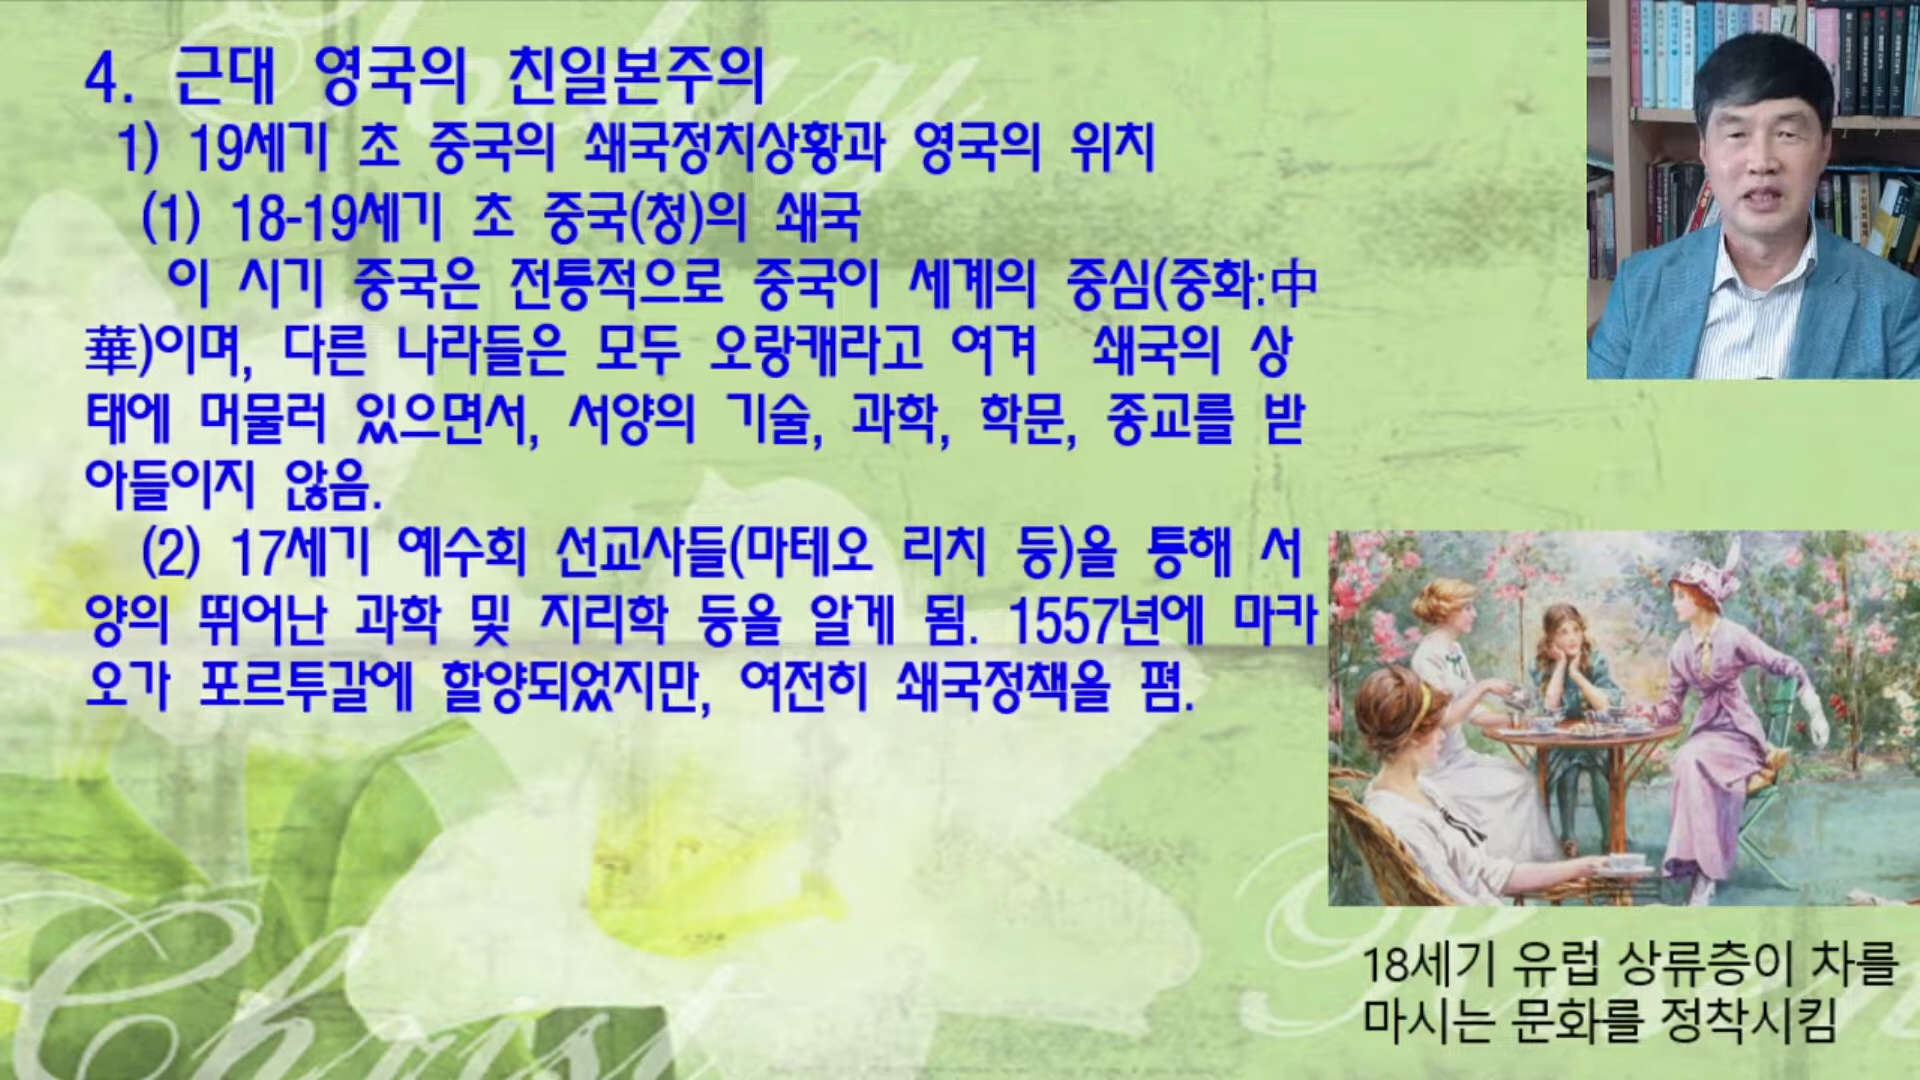 4. 근대 영국의 친일본주의
1) 19세기 초 중국의 쇄국정치상황과 영국의 위치
(1) 18-19세기 초 중국(청)의 쇄국
이 시기 중국은 전통적으로 중국이 세계의 중심(중화:中
華)이며, 다른 나라들은 모두 오랑캐라고 여겨 쇄국의 상
태에 머물러 있으면서, 서양의 기술, 과학, 학문, 종교를 받
아들이지 않음.
(2) 17세기 예수회 선교사들(마테오 리치 등)을 통해 서
양의 뛰어난 과학 및 지리학 등을 알게 됨. 1557년에 마카
오가 포르투갈에 할양되었지만, 여전히 쇄국정책을 폄.
18세기 유럽 상류층이 차를
마시는 문화를 정착시킴
Christ